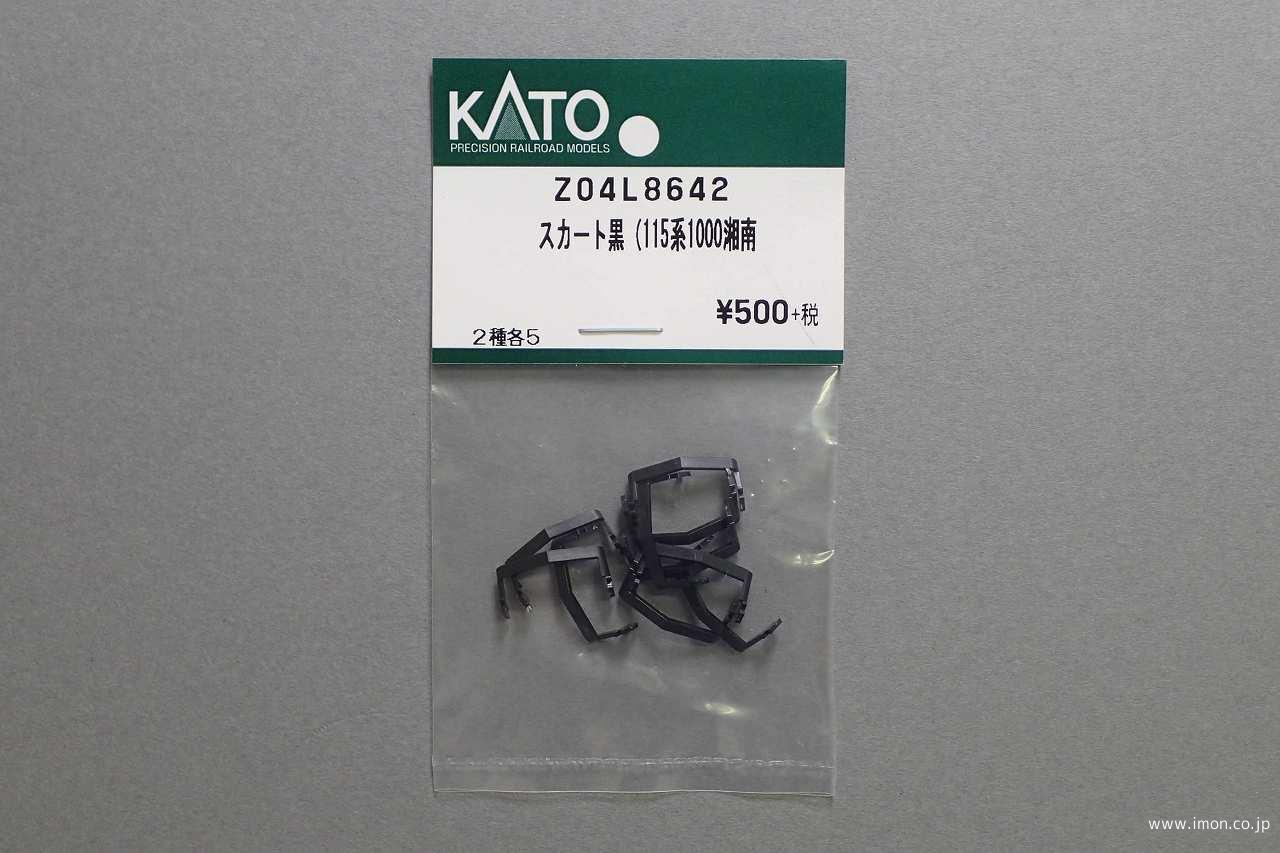 KATO
PRECISION RAILROAD MODELS
Z04L8642
スカート黒 (115系1000湘南
¥500+税
2種各5
www.imon.co.jp